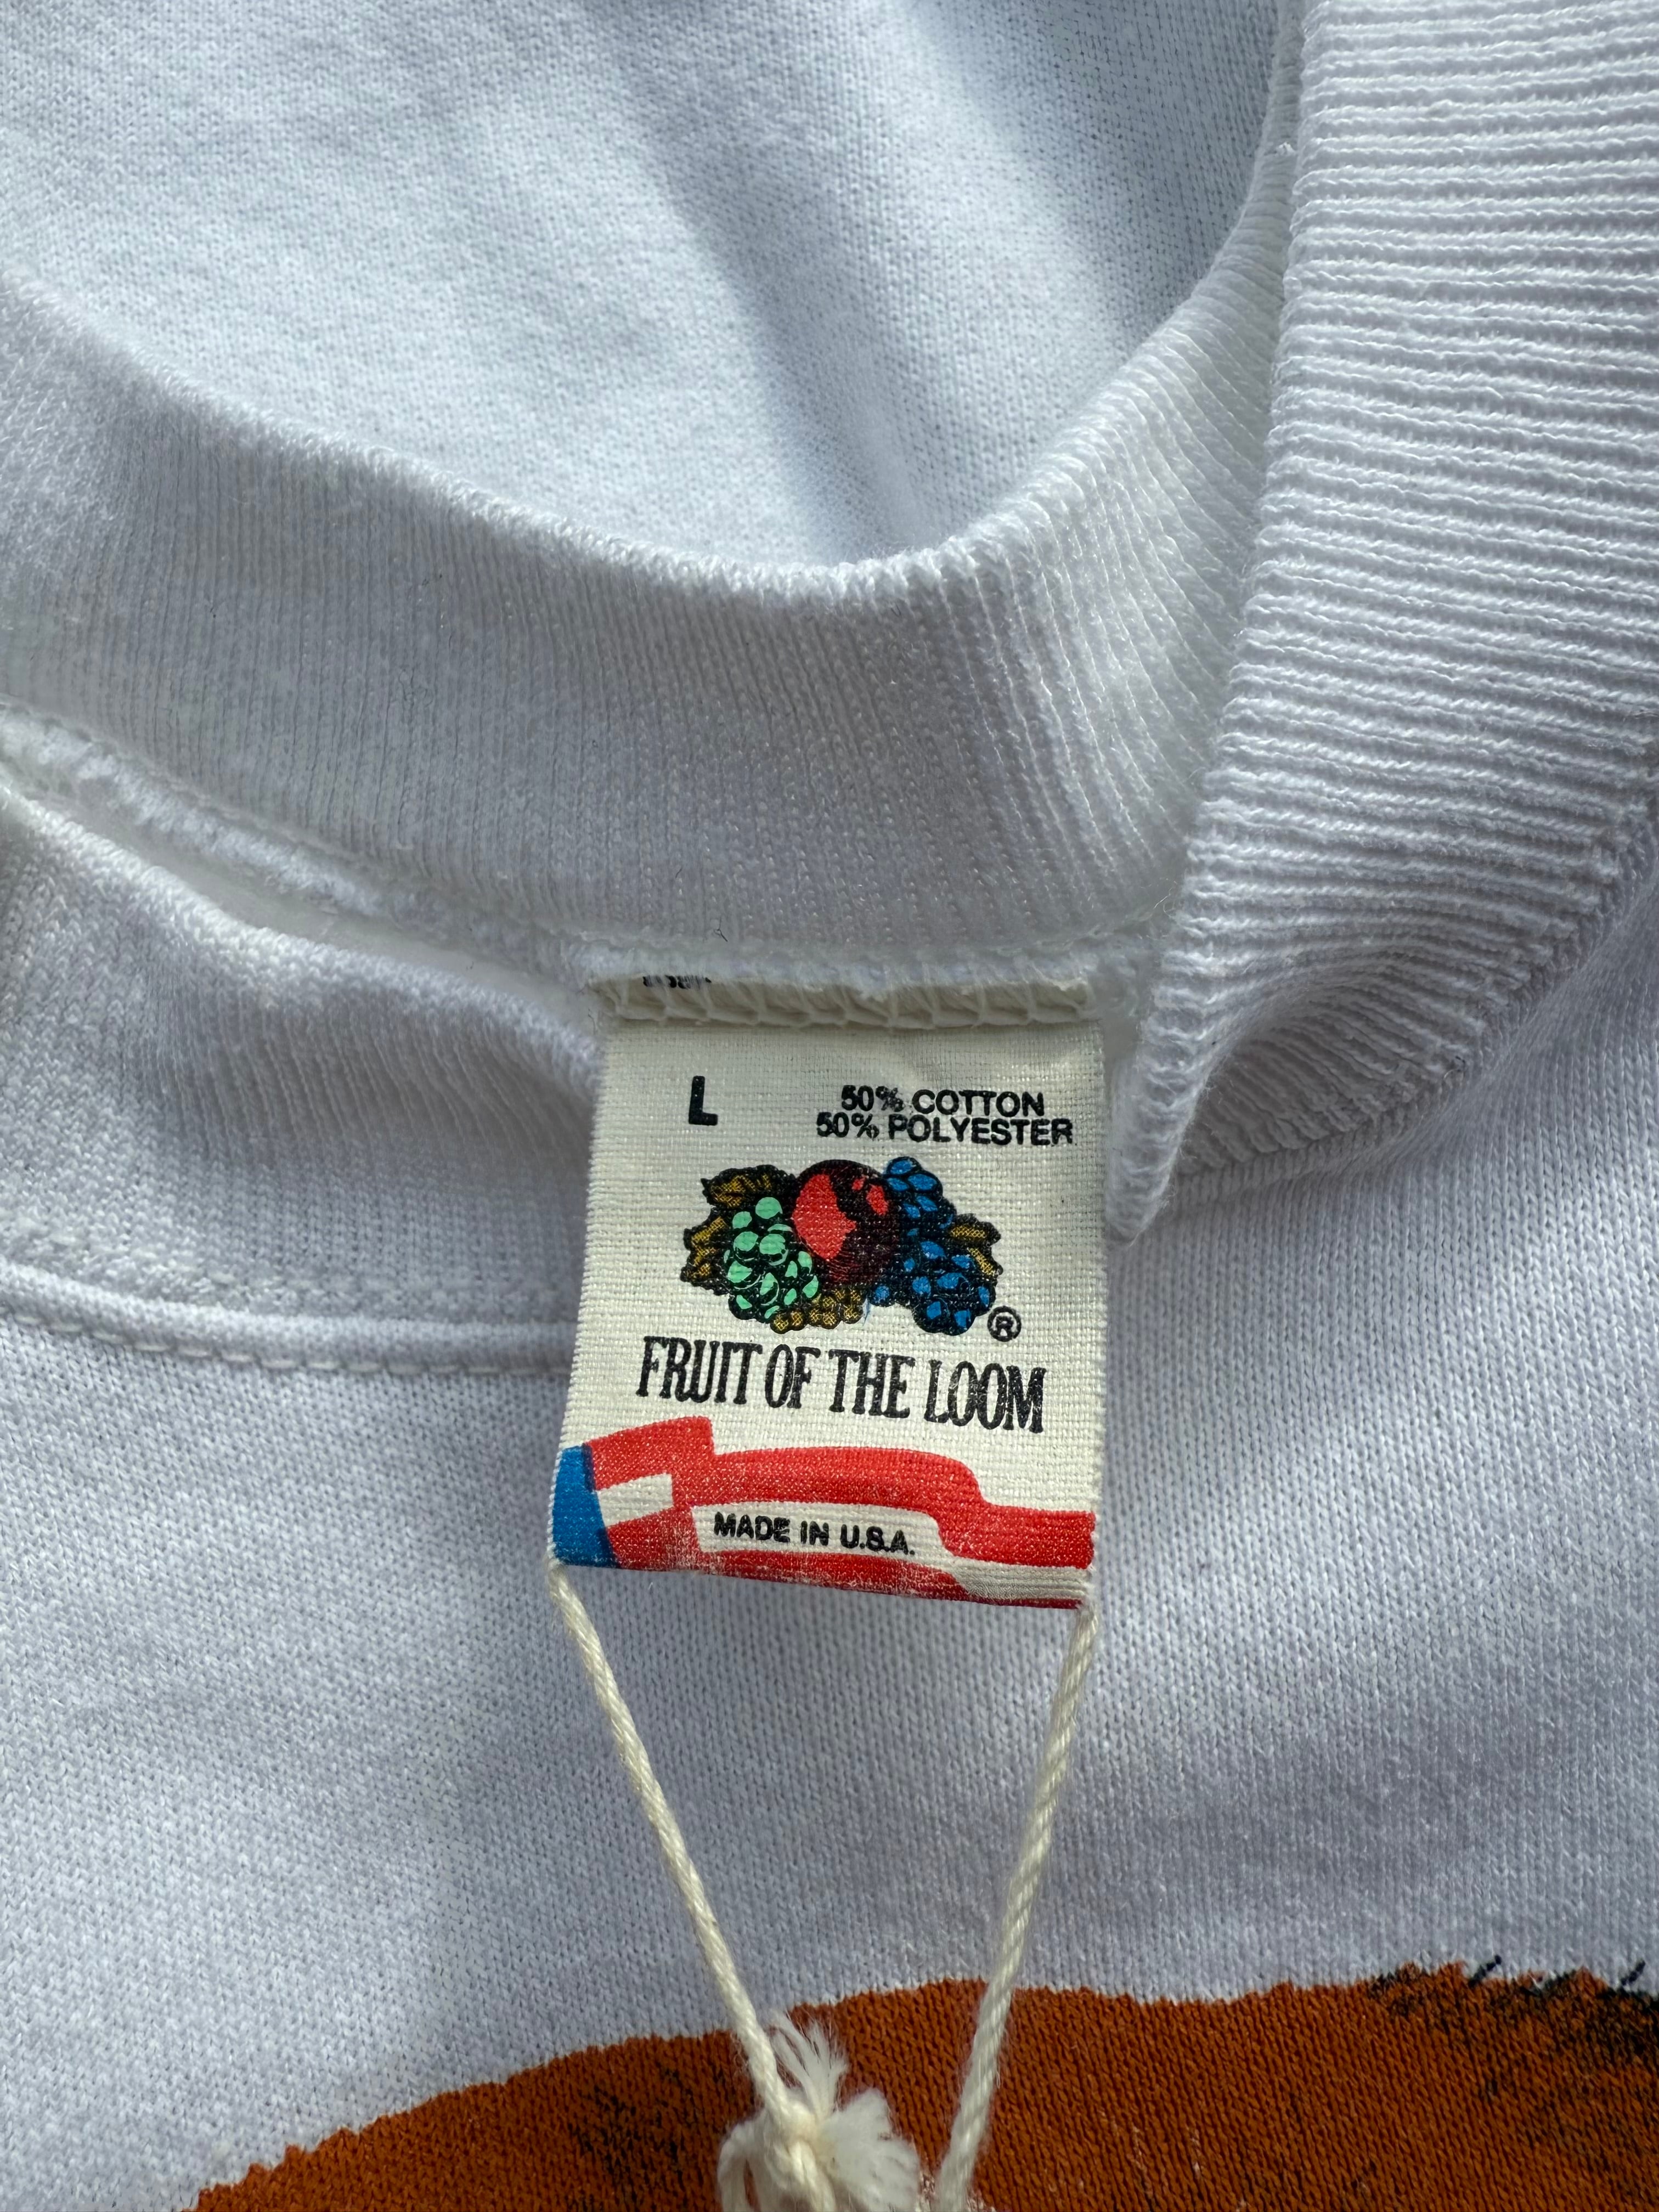 L
50% COTTON
50% POLYESTER
®
FRUIT OF THE LOOM
MADE IN U.S.A.